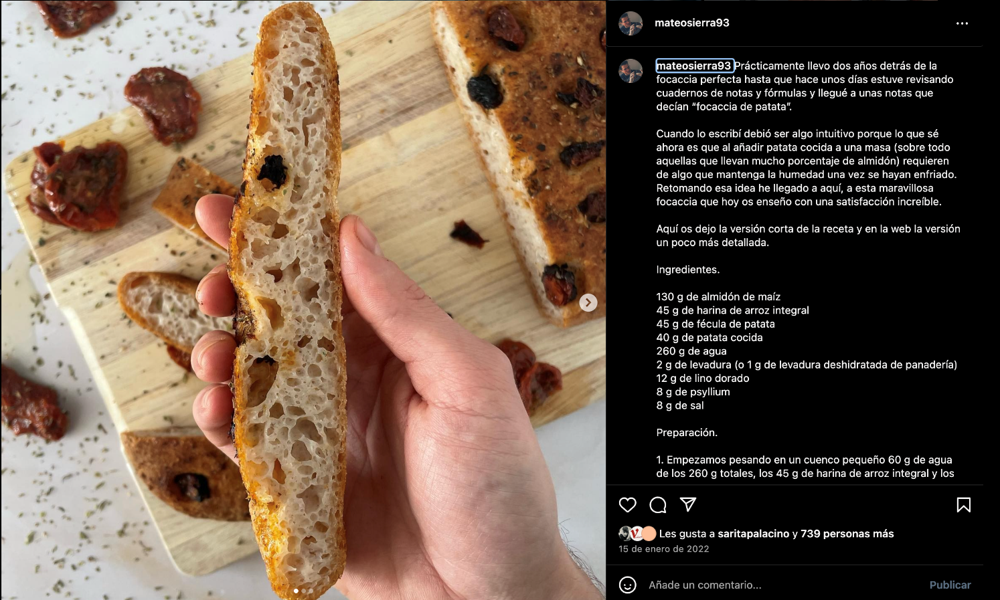 mateosierra93
mateosierra93 Prácticamente llevo dos años detrás de la
focaccia perfecta hasta que hace unos días estuve revisando
cuadernos de notas y fórmulas y llegué a unas notas que
decían “focaccia de patata”.
Cuando lo escribí debió ser algo intuitivo porque lo que sé
ahora es que al añadir patata cocida a una masa (sobre todo
aquellas que llevan mucho porcentaje de almidón) requieren
de algo que mantenga la humedad una vez se hayan enfriado.
Retomando esa idea he llegado a aquí, a esta maravillosa
focaccia que hoy os enseño con una satisfacción increíble.
Aquí os dejo la versión corta de la receta y en la web la versión
un poco más detallada.
Ingredientes.
130 g de almidón de maíz
45 g de harina de arroz integral
45 g de fécula de patata
40 g de patata cocida
260 g de agua
2 g de levadura (o 1 g de levadura deshidratada de panadería)
12 g de lino dorado
8 g de psyllium
8 g de sal
Preparación.
1. Empezamos pesando en un cuenco pequeño 60 g de agua
de los 260 g totales, los 45 g de harina de arroz integral y los
Les gusta a saritapalacino y 739 personas más
15 de enero de 2022
Añade un comentario...
Publicar